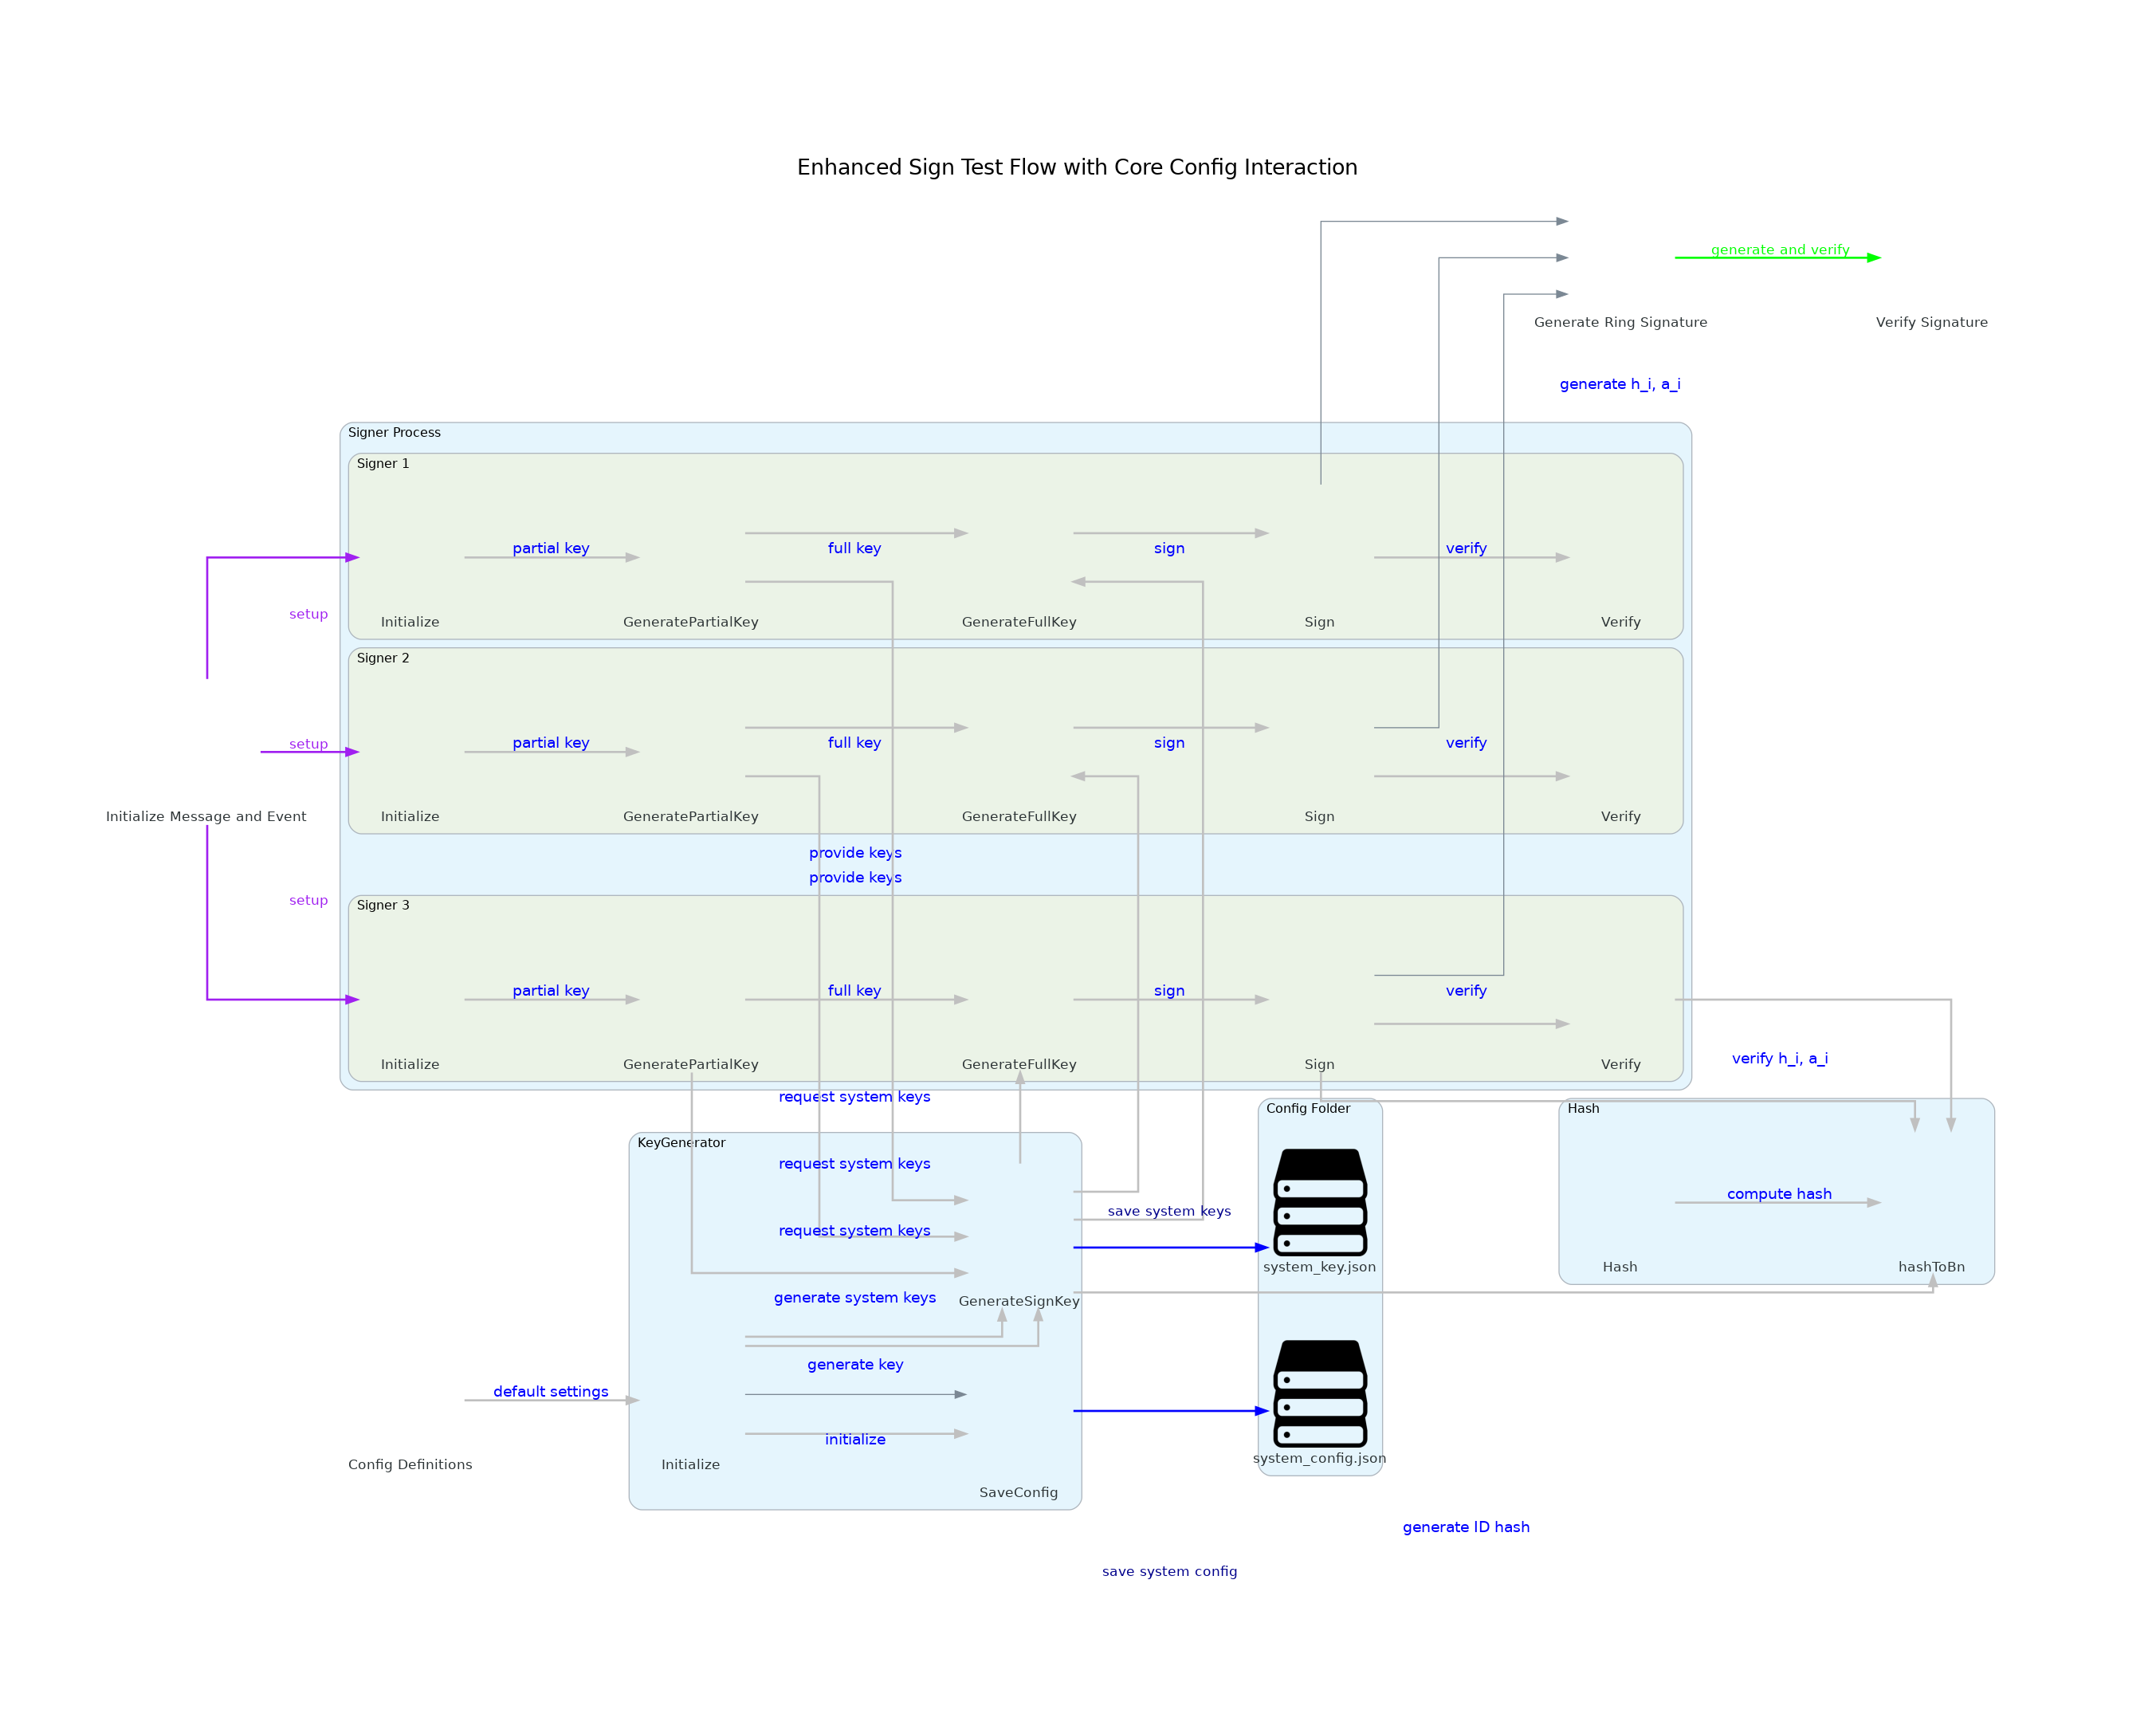 Enhanced Sign Test Flow with Core Config Interaction
generate and verify
Generate Ring Signature
Verify Signature
generate h_i, a_i
Signer Process
Signer 1
partial key
full key
sign
verify
setup
Initialize
GeneratePartialKey
GenerateFullKey
Sign
Verify
Signer 2
setup
partial key
full key
sign
verify
Initialize Message and Event
Initialize
GeneratePartialKey
GenerateFullKey
Sign
Verify
provide keys
provide keys
setup
Signer 3
partial key
full key
sign
verify
Initialize
GeneratePartialKey
GenerateFullKey
Sign
Verify
verify h_i, a_i
request system keys
Config Folder
Hash
KeyGenerator
request system keys
compute hash
save system keys
request system keys
system_key.json
Hash
hashToBn
generate system keys
GenerateSignKey
generate key
default settings
initialize
system_config.json
Config Definitions
Initialize
SaveConfig
generate ID hash
save system config